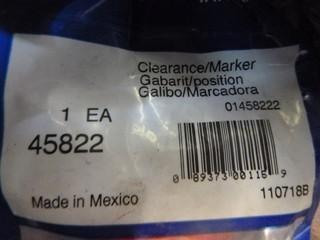 Clearance/Marker
Gabarit/position
Galibo/Marcadora
01458222
1 EA
45822
0 89373 00115 9
Made in Mexico
110718B